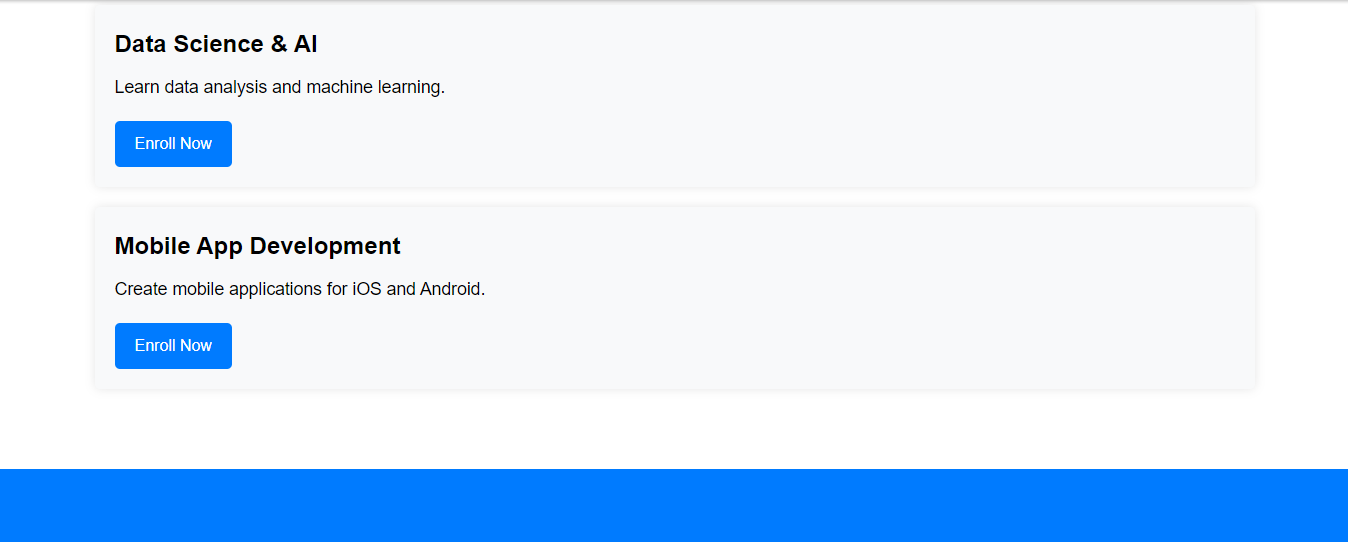 Data Science & AI
Learn data analysis and machine learning.
Enroll Now
Mobile App Development
Create mobile applications for iOS and Android.
Enroll Now